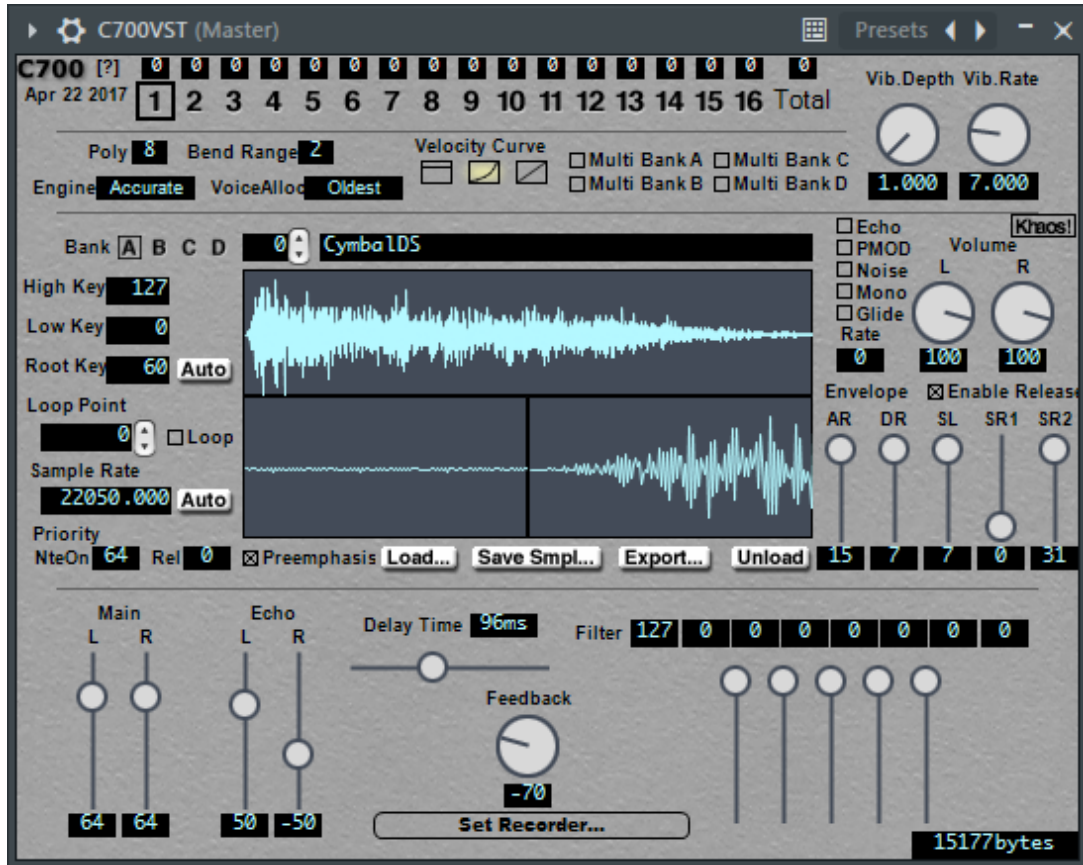 C700VST (Master) Presets
C700 [?] 0 0 0 0 0 0 0 0 0 0 0 0 0 0 0 0 0
Apr 22 2017 1 2 3 4 5 6 7 8 9 10 11 12 13 14 15 16 Total
Vib.Depth Vib.Rate
1.000 7.000
Poly 8 Bend Range 2 Velocity Curve
Multi Bank A Multi Bank C
Engine Accurate VoiceAlloc Oldest
Multi Bank B Multi Bank D
Bank A B C D 0 CymbalDS
Echo Khaos!
PMOD Volume
Noise L R
Mono
Glide
Rate
0 100 100
High Key 127
Low Key 0
Root Key 60 Auto
Loop Point
0 Loop
Sample Rate
22050.000 Auto
Priority
NteOn 64 Rel 0 Preemphasis Load... Save Smpl... Export... Unload
Envelope Enable Release
AR DR SL SR1 SR2
15 7 7 0 31
Main Echo
L R L R
64 64 50 -50
Delay Time 96ms
Filter 127 0 0 0 0 0 0 0
Feedback
-70
Set Recorder...
15177bytes